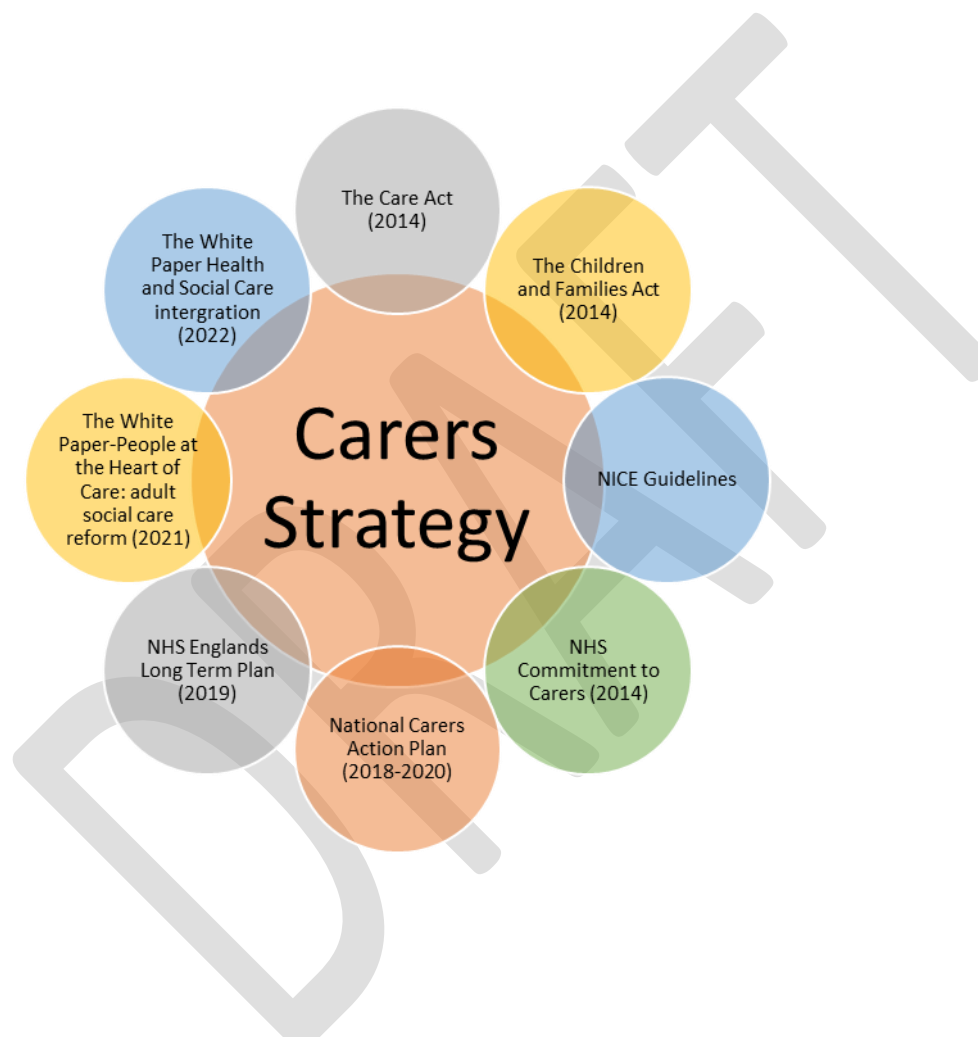 The Care Act
(2014)
The Children
and Families Act
(2014)
NICE Guidelines
NHS
Commitment to
Carers (2014)
National Carers
Action Plan
(2018-2020)
NHS Englands
Long Term Plan
(2019)
The White
Paper-People at
the Heart of
Care: adult
social care
reform (2021)
The White
Paper Health
and Social Care
intergration
(2022)
Carers
Strategy
DRAFT